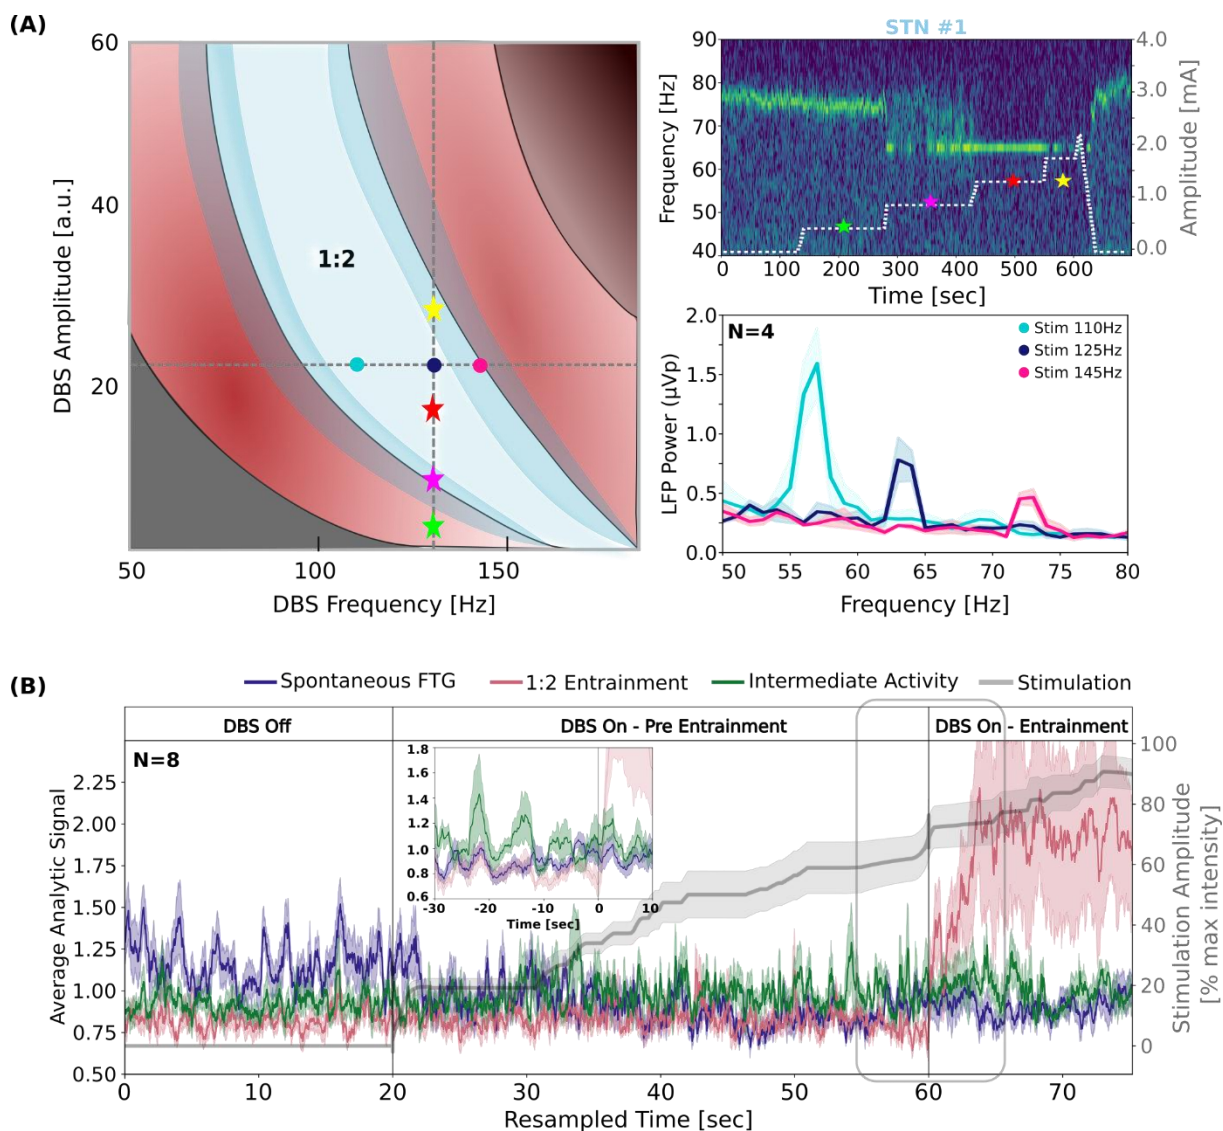 (A)
60
40
20
DBS Amplitude [a.u.]
1:2
50
100
150
DBS Frequency [Hz]
STN #1
90
80
70
60
50
40
Frequency [Hz]
4.0
3.0
2.0
1.0
0.0
Amplitude [mA]
0 200 300 400 500 600
Time [sec]
2.0
1.5
1.0
0.5
0.0
LFP Power (μVp)
N=4
Stim 110Hz
Stim 125Hz
Stim 145Hz
50 55 60 65 70 75 80
Frequency [Hz]
(B)
Spontaneous FTG 1:2 Entrainment Intermediate Activity Stimulation
DBS Off DBS On - Pre Entrainment DBS On - Entrainment
N=8
2.25
2.00
1.75
1.50
1.25
1.00
0.75
0.50
Average Analytic Signal
1.8
1.6
1.4
1.2
1.0
0.8
0.6
-30 -20 -10 0 10
Time [sec]
100
80
60
40
20
0
Stimulation Amplitude
[% max intensity]
0 10 20 30 40 50 60 70
Resampled Time [sec]